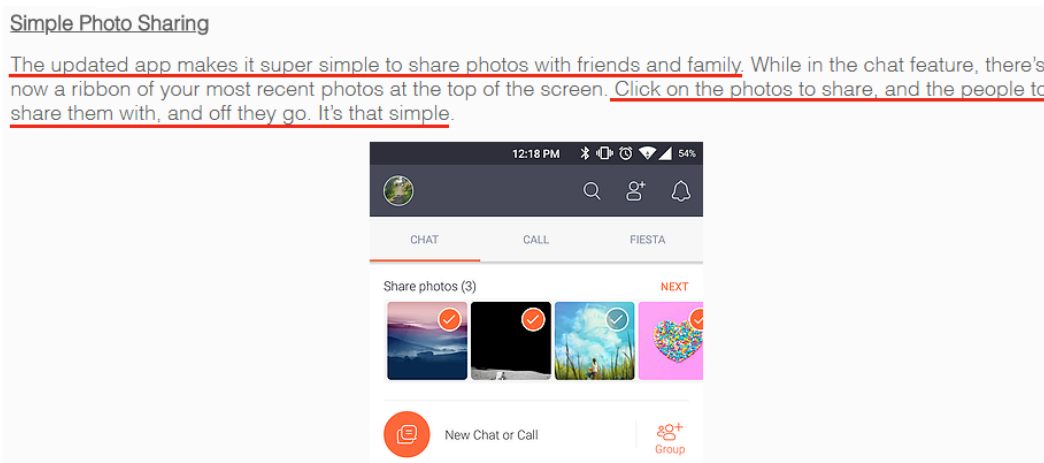 Simple Photo Sharing
The updated app makes it super simple to share photos with friends and family. While in the chat feature, there's
now a ribbon of your most recent photos at the top of the screen. Click on the photos to share, and the people to
share them with, and off they go. It's that simple.
12:18 PM 54%
CHAT CALL FIESTA
Share photos (3) NEXT
New Chat or Call
Group